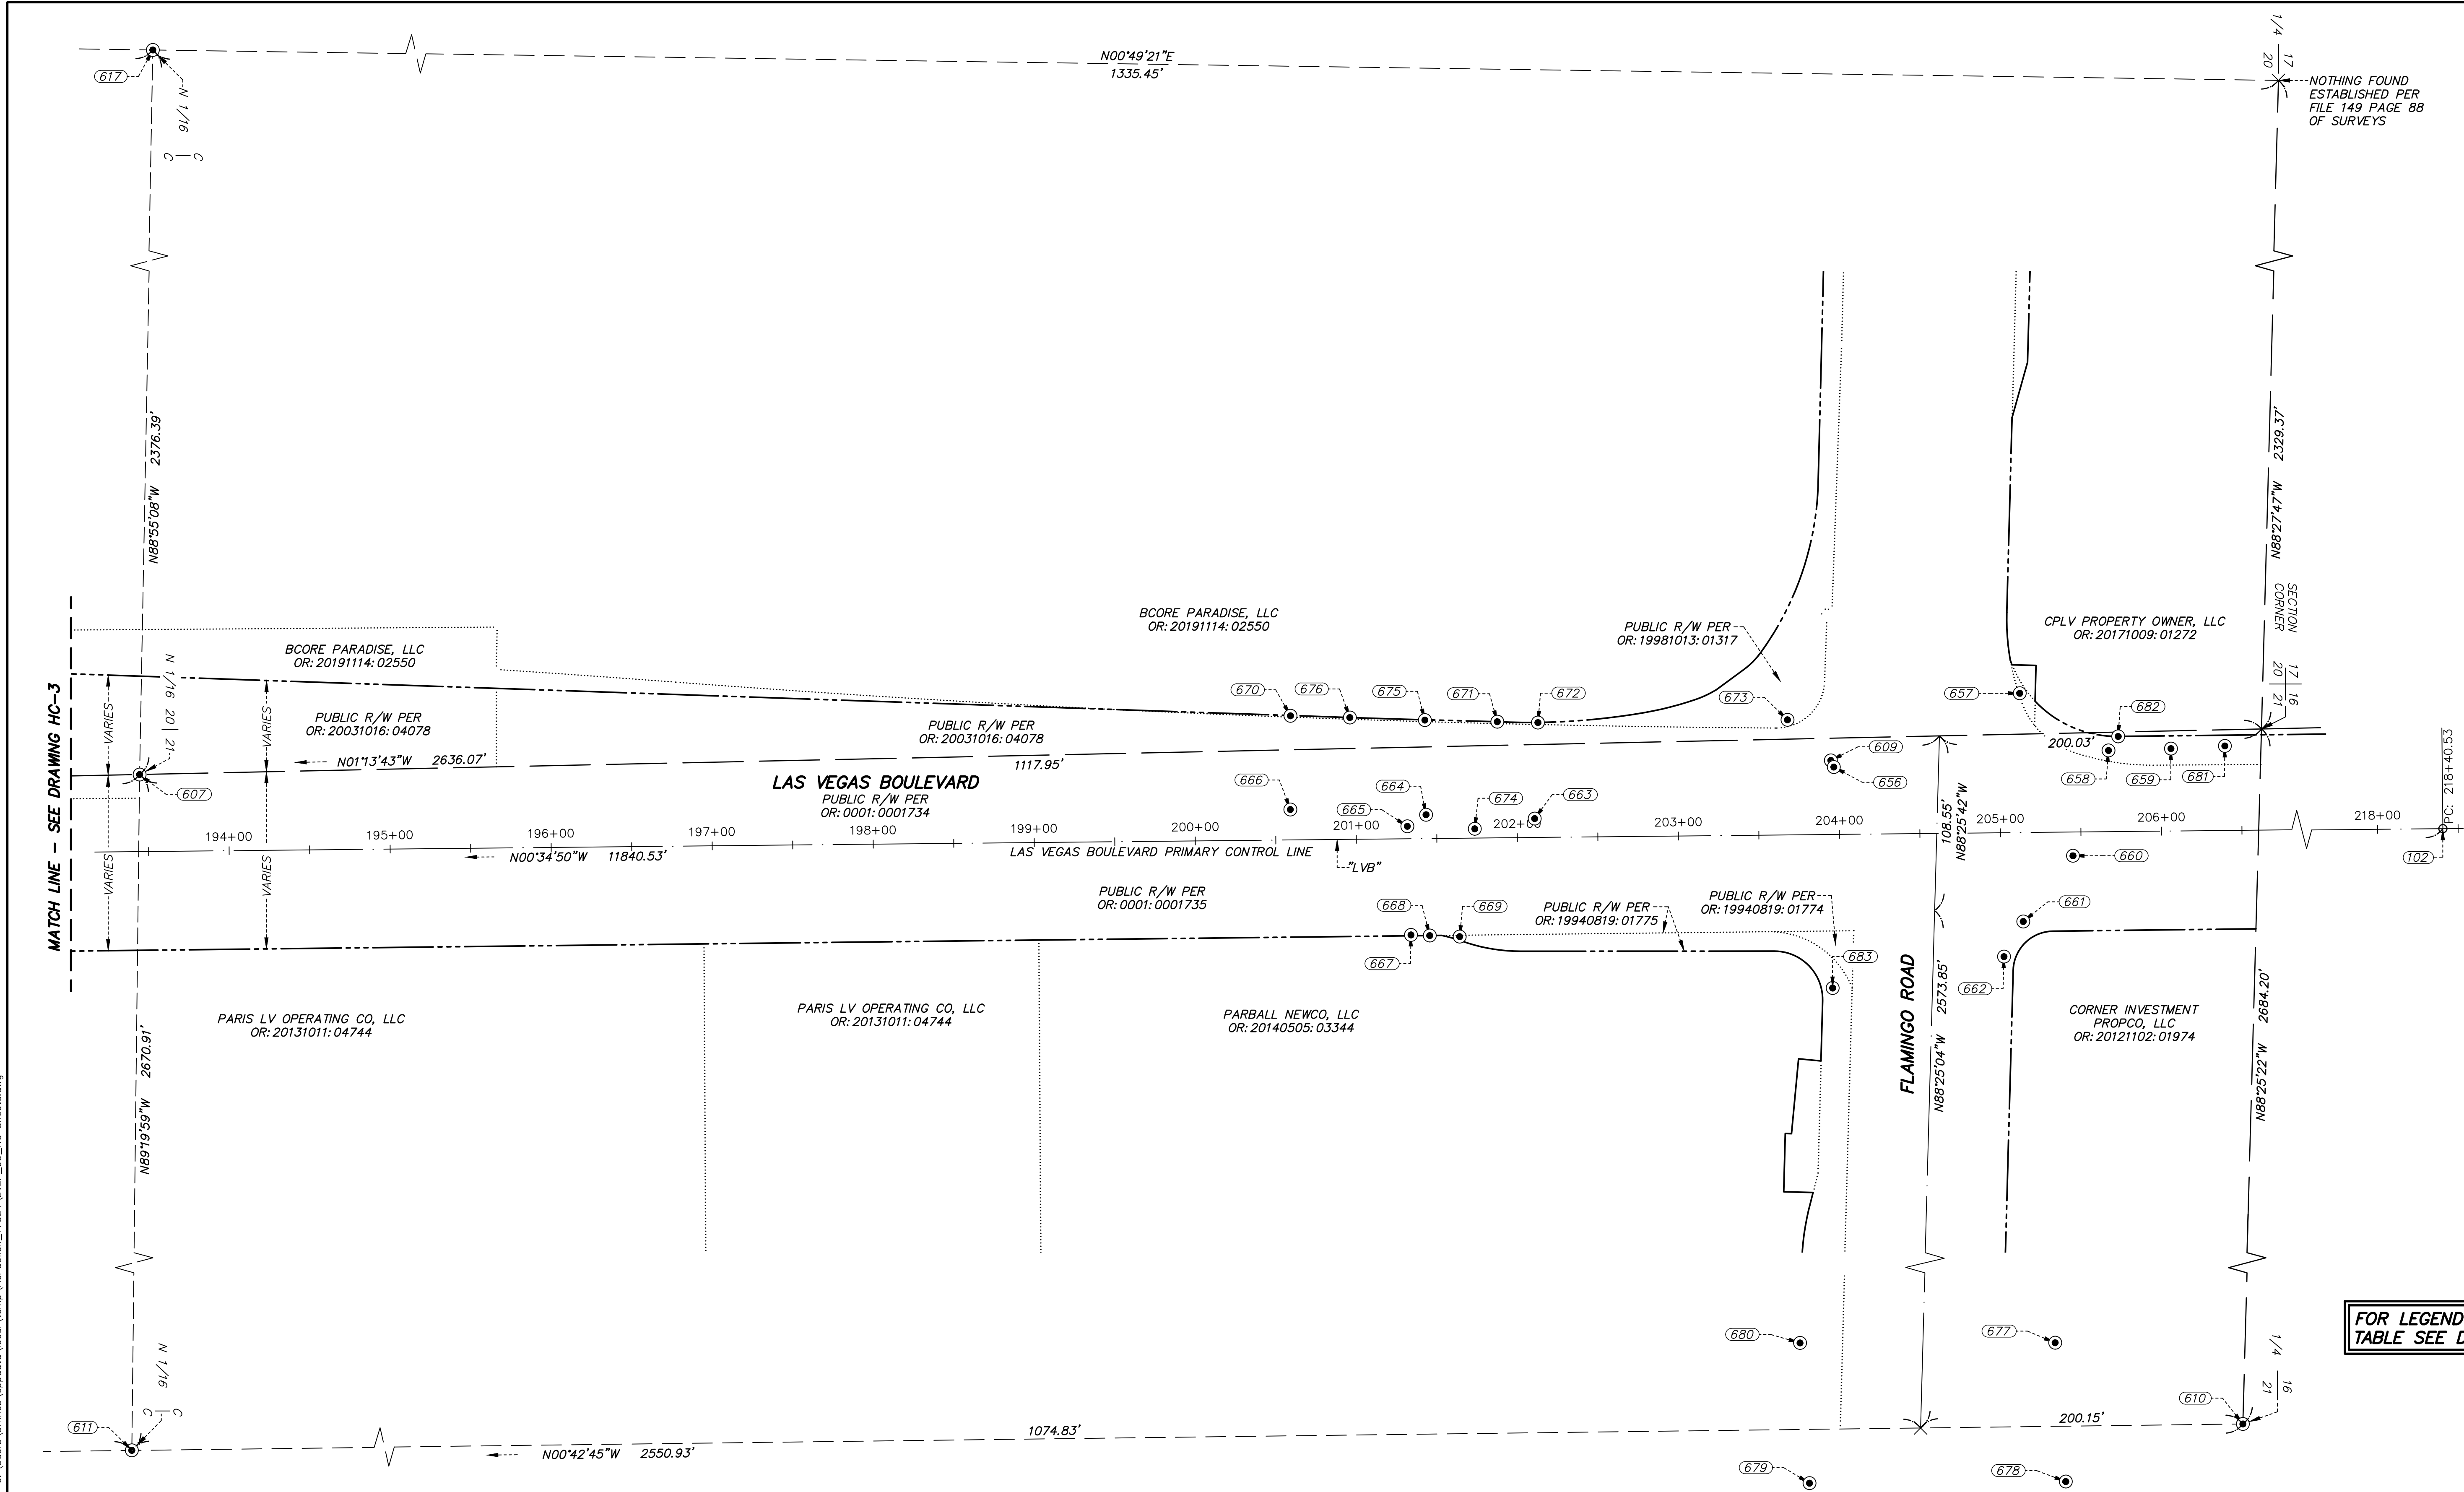 N00°49'21"E
1335.45'
617
N 1/16
C
C
1/4
17
20
NOTHING FOUND
ESTABLISHED PER
FILE 149 PAGE 88
OF SURVEYS
N88°55'08"W 2376.39'
N88°27'47"W 2329.37'
SECTION
CORNER
17 16
20 21
BCORE PARADISE, LLC
OR: 20191114: 02550
BCORE PARADISE, LLC
OR: 20191114: 02550
PUBLIC R/W PER
OR: 19981013: 01317
CPLV PROPERTY OWNER, LLC
OR: 20171009: 01272
MATCH LINE - SEE DRAWING HC-3
VARIES
VARIES
VARIES
VARIES
N 1/16 20 21
PUBLIC R/W PER
OR: 20031016: 04078
PUBLIC R/W PER
OR: 20031016: 04078
670
676
675
671
672
673
657
682
N01°13'43"W 2636.07'
1117.95'
200.03'
607
LAS VEGAS BOULEVARD
PUBLIC R/W PER
OR: 0001: 0001734
666
664
665
674
663
609
656
658
659
681
194+00
195+00
196+00
197+00
198+00
199+00
200+00
201+00
202+00
203+00
204+00
205+00
206+00
218+00
PC: 218+40.53
102
N00°34'50"W 11840.53'
LAS VEGAS BOULEVARD PRIMARY CONTROL LINE
"LVB"
108.55'
N88°25'42"W
660
661
662
PUBLIC R/W PER
OR: 0001: 0001735
668
669
667
PUBLIC R/W PER
OR: 19940819: 01775
PUBLIC R/W PER
OR: 19940819: 01774
683
PARIS LV OPERATING CO, LLC
OR: 20131011: 04744
PARIS LV OPERATING CO, LLC
OR: 20131011: 04744
PARBALL NEWCO, LLC
OR: 20140505: 03344
FLAMINGO ROAD
N88°25'04"W 2573.85'
CORNER INVESTMENT
PROPCO, LLC
OR: 20121102: 01974
N89°19'59"W 2670.91'
N88°25'22"W 2684.20'
FOR LEGEND
TABLE SEE D
680
677
N 1/16
C
C
611
1074.83'
N00°42'45"W 2550.93'
200.15'
610
1/4
16
21
679
678